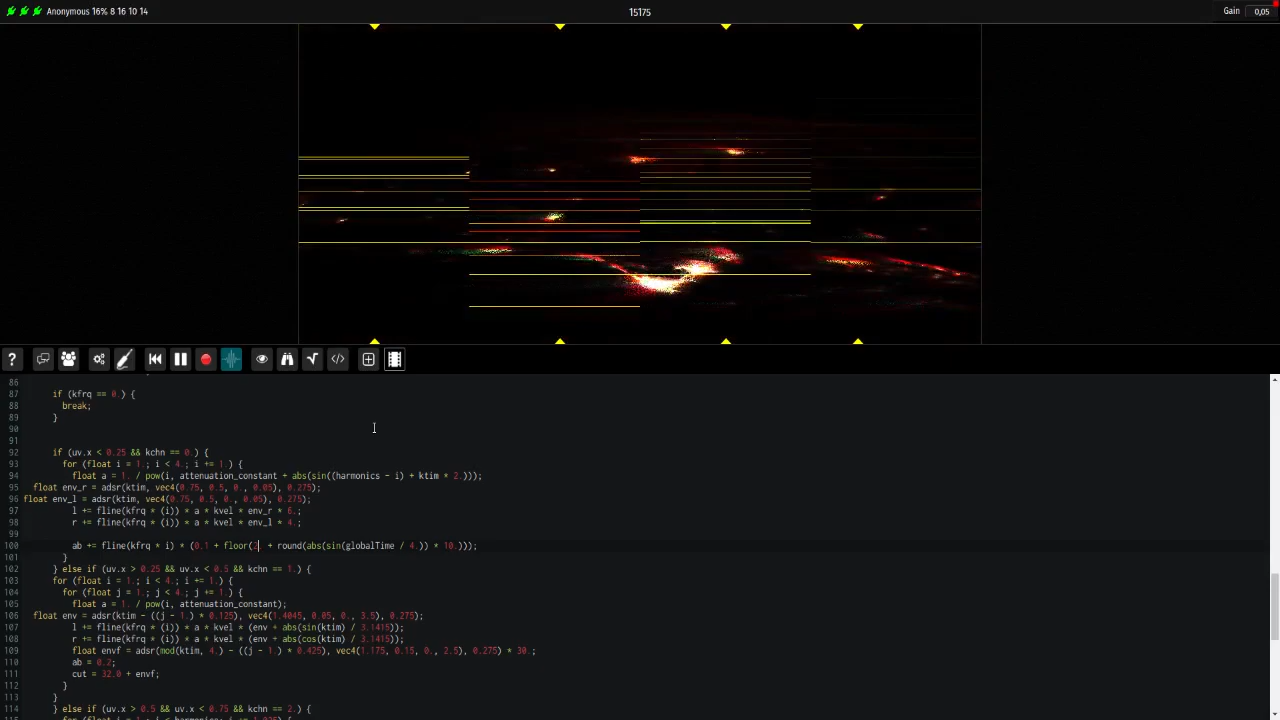 Anonymous 16% 8 16 10 14
15175
Gain 0,05
86
87 if (kfrq == 0.) {
88 break;
89 }
90
91
92 if (uv.x < 0.25 && kchn == 0.) {
93 for (float i = 1.; i < 4.; i += 1.) {
94 float a = 1. / pow(i, attenuation_constant + abs(sin((harmonics - i) + ktim * 2.)));
95 float env_r = adsr(ktim, vec4(0.75, 0.5, 0., 0.05), 0.275);
96 float env_l = adsr(ktim, vec4(0.75, 0.5, 0., 0.05), 0.275);
97 l += fline(kfrq * (i)) * a * kvel * env_r * 6.;
98 r += fline(kfrq * (i)) * a * kvel * env_l * 4.;
99
100 ab += fline(kfrq * i) * (0.1 + floor(2. + round(abs(sin(globalTime / 4.)) * 10.)));
101 }
102 } else if (uv.x > 0.25 && uv.x < 0.5 && kchn == 1.) {
103 for (float i = 1.; i < 4.; i += 1.) {
104 for (float j = 1.; j < 4.; j += 1.) {
105 float a = 1. / pow(i, attenuation_constant);
106 float env = adsr(ktim - ((j - 1.) * 0.125), vec4(1.4045, 0.05, 0., 3.5), 0.275);
107 l += fline(kfrq * (i)) * a * kvel * (env + abs(sin(ktim) / 3.1415));
108 r += fline(kfrq * (i)) * a * kvel * (env + abs(cos(ktim) / 3.1415));
109 float envf = adsr(mod(ktim, 4.) - ((j - 1.) * 0.425), vec4(1.175, 0.15, 0., 2.5), 0.275) * 30.;
110 ab = 0.2;
111 cut = 32.0 + envf;
112 }
113 }
114 } else if (uv.x > 0.5 && uv.x < 0.75 && kchn == 2.) {